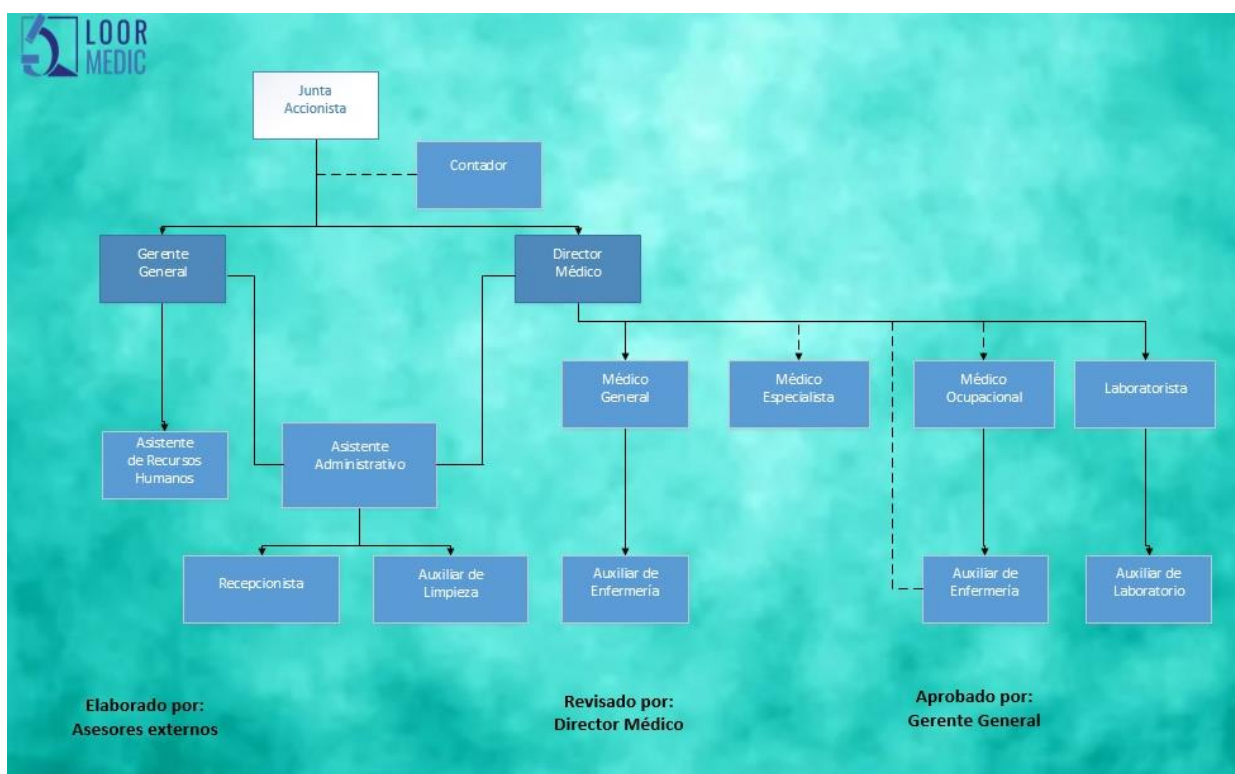 LOOR
MEDIC
Junta
Accionista
Contador
Gerente
General
Director
Médico
Médico
General
Médico
Especialista
Médico
Ocupacional
Laboratorista
Asistente
de Recursos
Humanos
Asistente
Administrativo
Recepcionista
Auxiliar de
Limpieza
Auxiliar de
Enfermería
Auxiliar de
Enfermería
Auxiliar de
Laboratorio
Elaborado por:
Asesores externos
Revisado por:
Director Médico
Aprobado por:
Gerente General